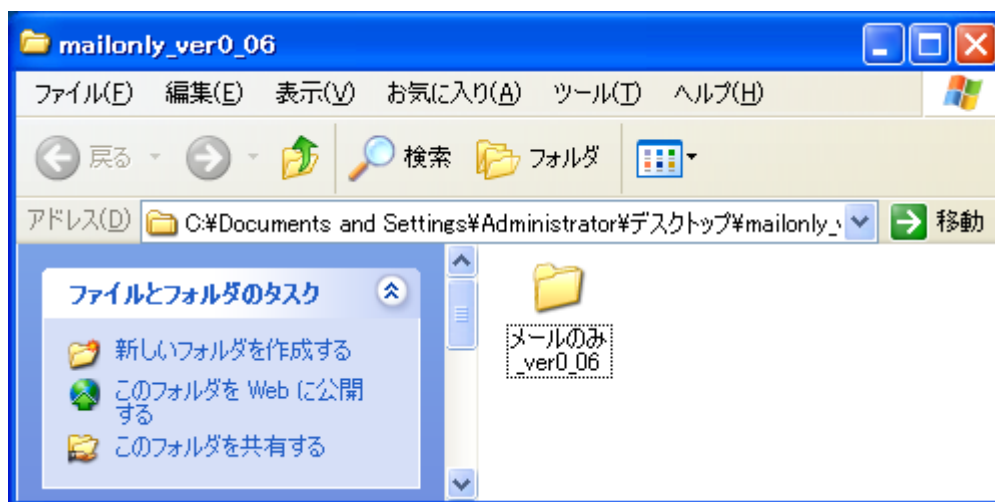 mailonly_ver0_06
ファイル(F) 編集(E) 表示(V) お気に入り(A) ツール(T) ヘルプ(H)
戻る 検索 フォルダ
アドレス(D) C:¥Documents and Settings¥Administrator¥デスクトップ¥mailonly_ 移動
ファイルとフォルダのタスク
新しいフォルダを作成する
このフォルダを Web に公開
する
このフォルダを共有する
メールのみ
_ver0_06